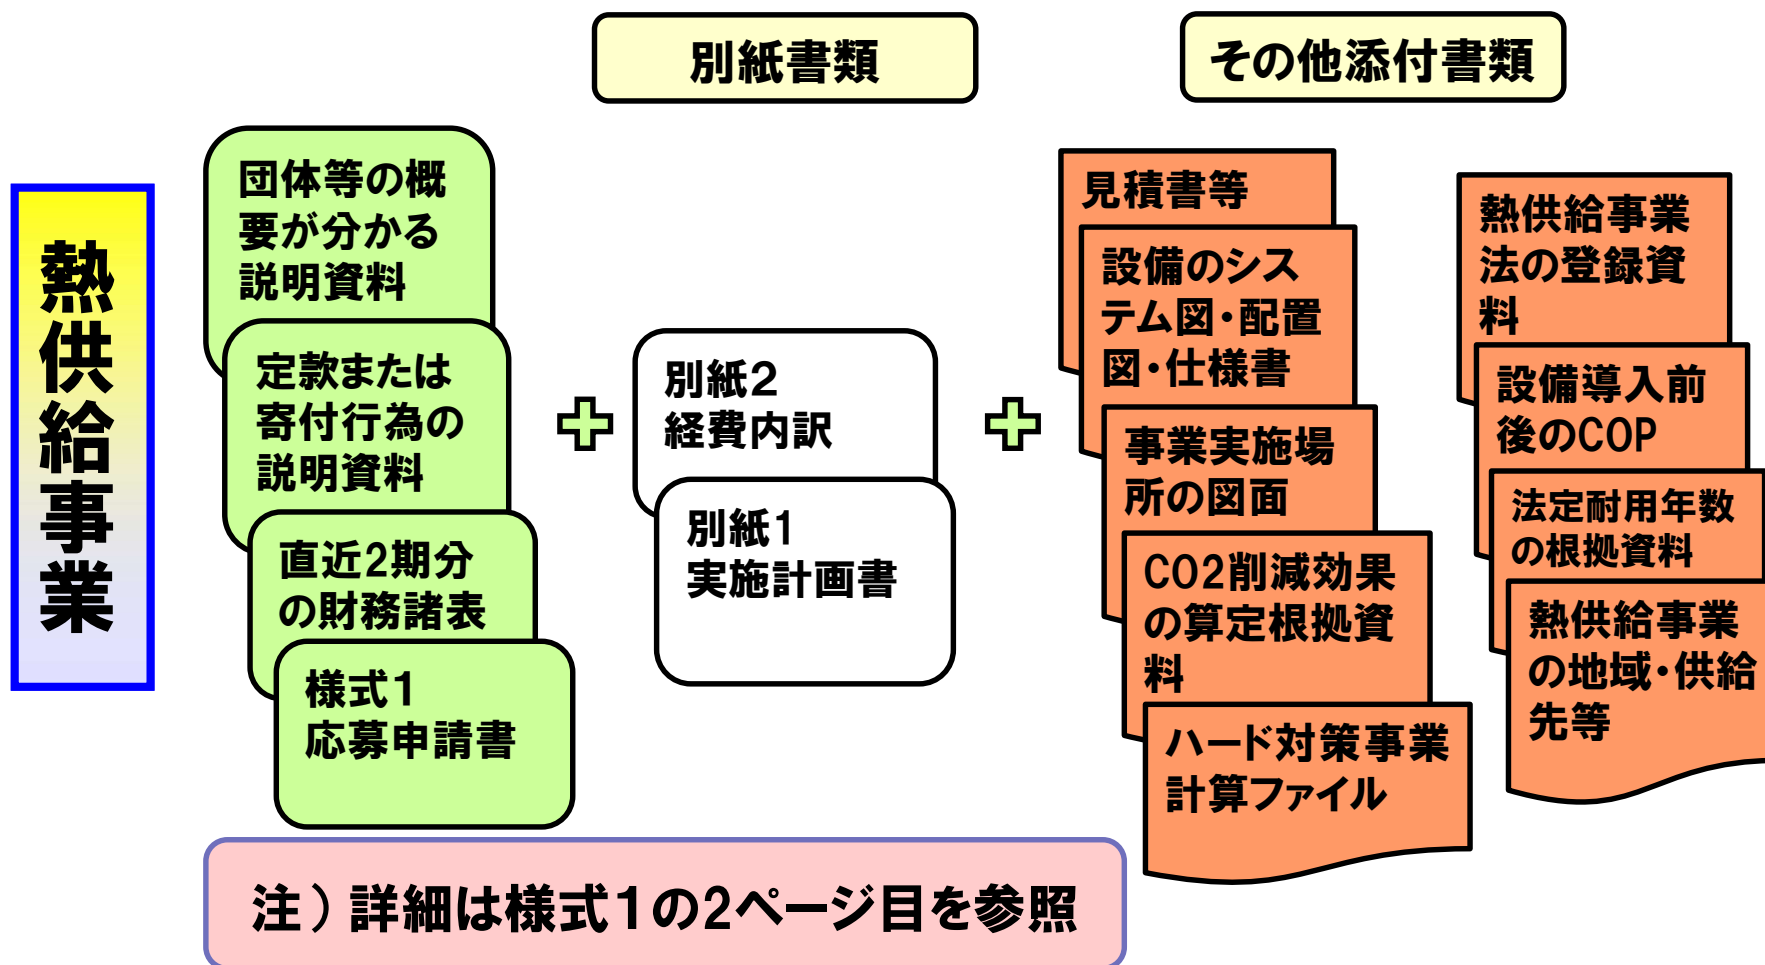 別紙書類
その他添付書類
熱供給事業
団体等の概
要が分かる
説明資料
定款または
寄付行為の
説明資料
直近2期分
の財務諸表
様式1
応募申請書
別紙2
経費内訳
別紙1
実施計画書
見積書等
設備のシス
テム図・配置
図・仕様書
事業実施場
所の図面
CO2削減効果
の算定根拠資
料
ハード対策事業
計算ファイル
熱供給事業
法の登録資
料
設備導入前
後のCOP
法定耐用年数
の根拠資料
熱供給事業
の地域・供給
先等
注）詳細は様式1の2ページ目を参照